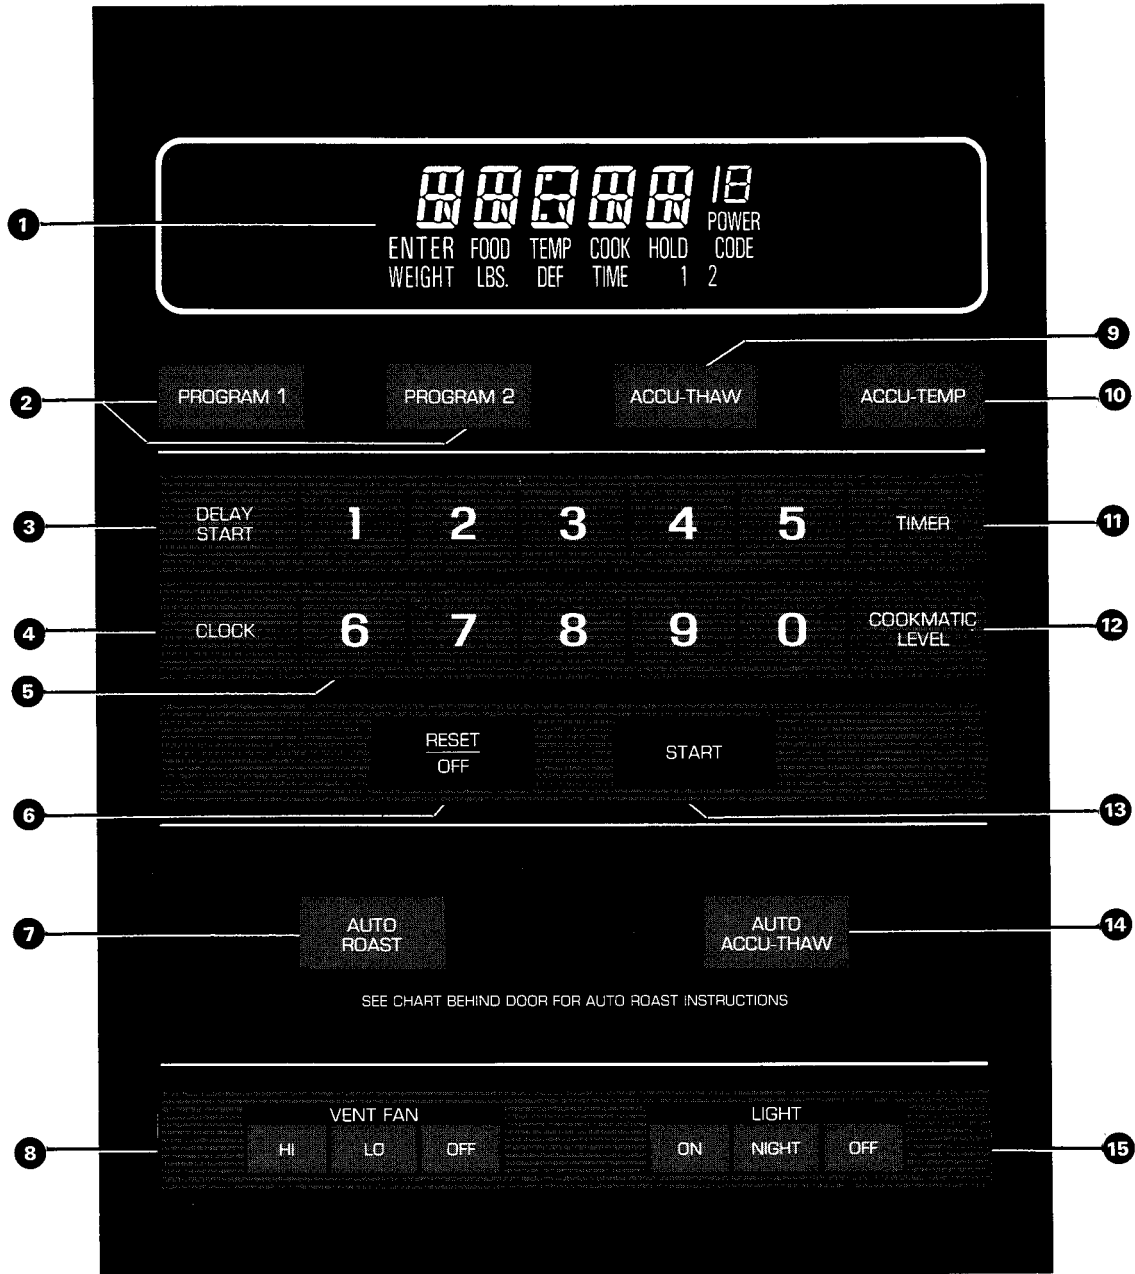 18
POWER
1 ENTER FOOD TEMP COOK HOLD CODE
WEIGHT LBS. DEF TIME 1 2
9
2 PROGRAM 1 PROGRAM 2 ACCU-THAW ACCU-TEMP 10
3 DELAY START 1 2 3 4 5 TIMER 11
4 CLOCK 6 7 8 9 0 COOKMATIC LEVEL 12
5
RESET
OFF
START
6
13
7 AUTO ROAST AUTO ACCU-THAW 14
SEE CHART BEHIND DOOR FOR AUTO ROAST INSTRUCTIONS
VENT FAN LIGHT
8 HI LO OFF ON NIGHT OFF 15